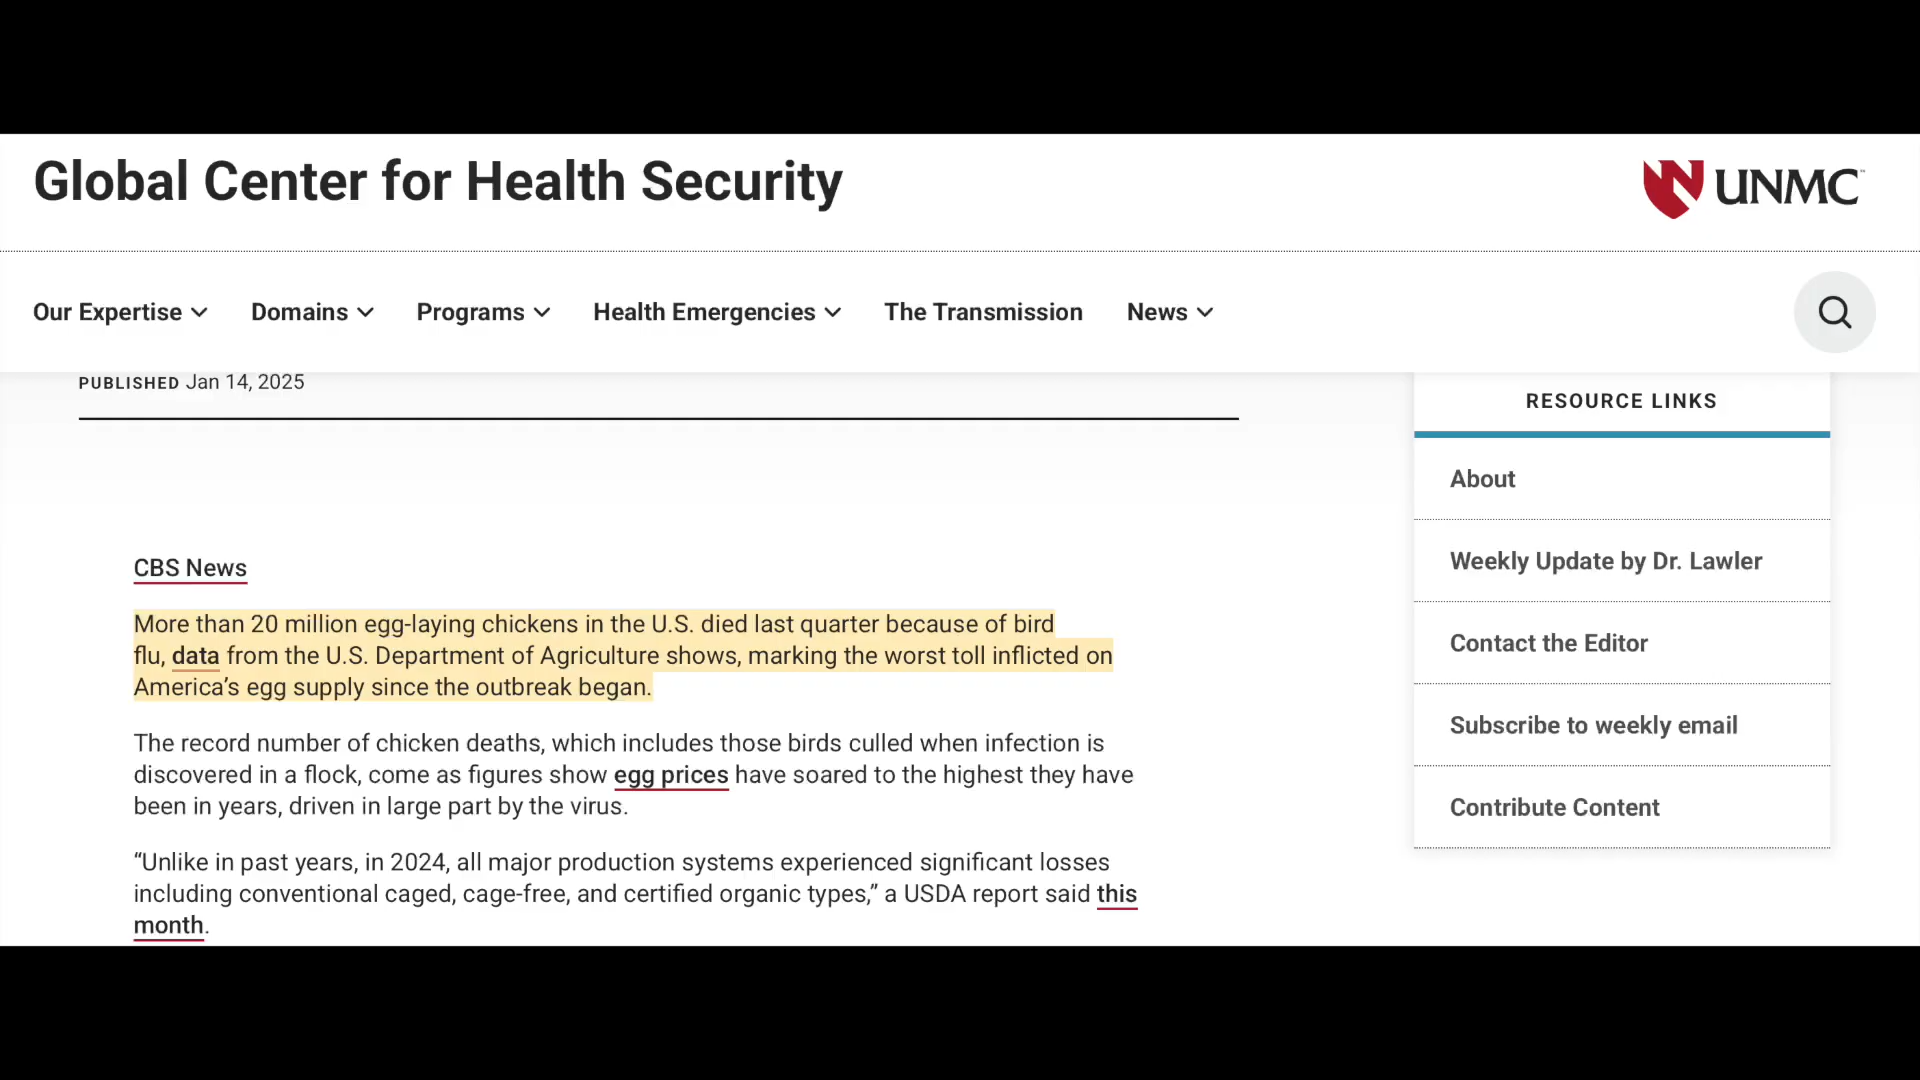 Global Center for Health Security
UNMC
Our Expertise
Domains
Programs
Health Emergencies
The Transmission
News
PUBLISHED Jan 14, 2025
CBS News
More than 20 million egg-laying chickens in the U.S. died last quarter because of bird
flu, data from the U.S. Department of Agriculture shows, marking the worst toll inflicted on
America’s egg supply since the outbreak began.
The record number of chicken deaths, which includes those birds culled when infection is
discovered in a flock, come as figures show egg prices have soared to the highest they have
been in years, driven in large part by the virus.
“Unlike in past years, in 2024, all major production systems experienced significant losses
including conventional caged, cage-free, and certified organic types,” a USDA report said this
month.
RESOURCE LINKS
About
Weekly Update by Dr. Lawler
Contact the Editor
Subscribe to weekly email
Contribute Content